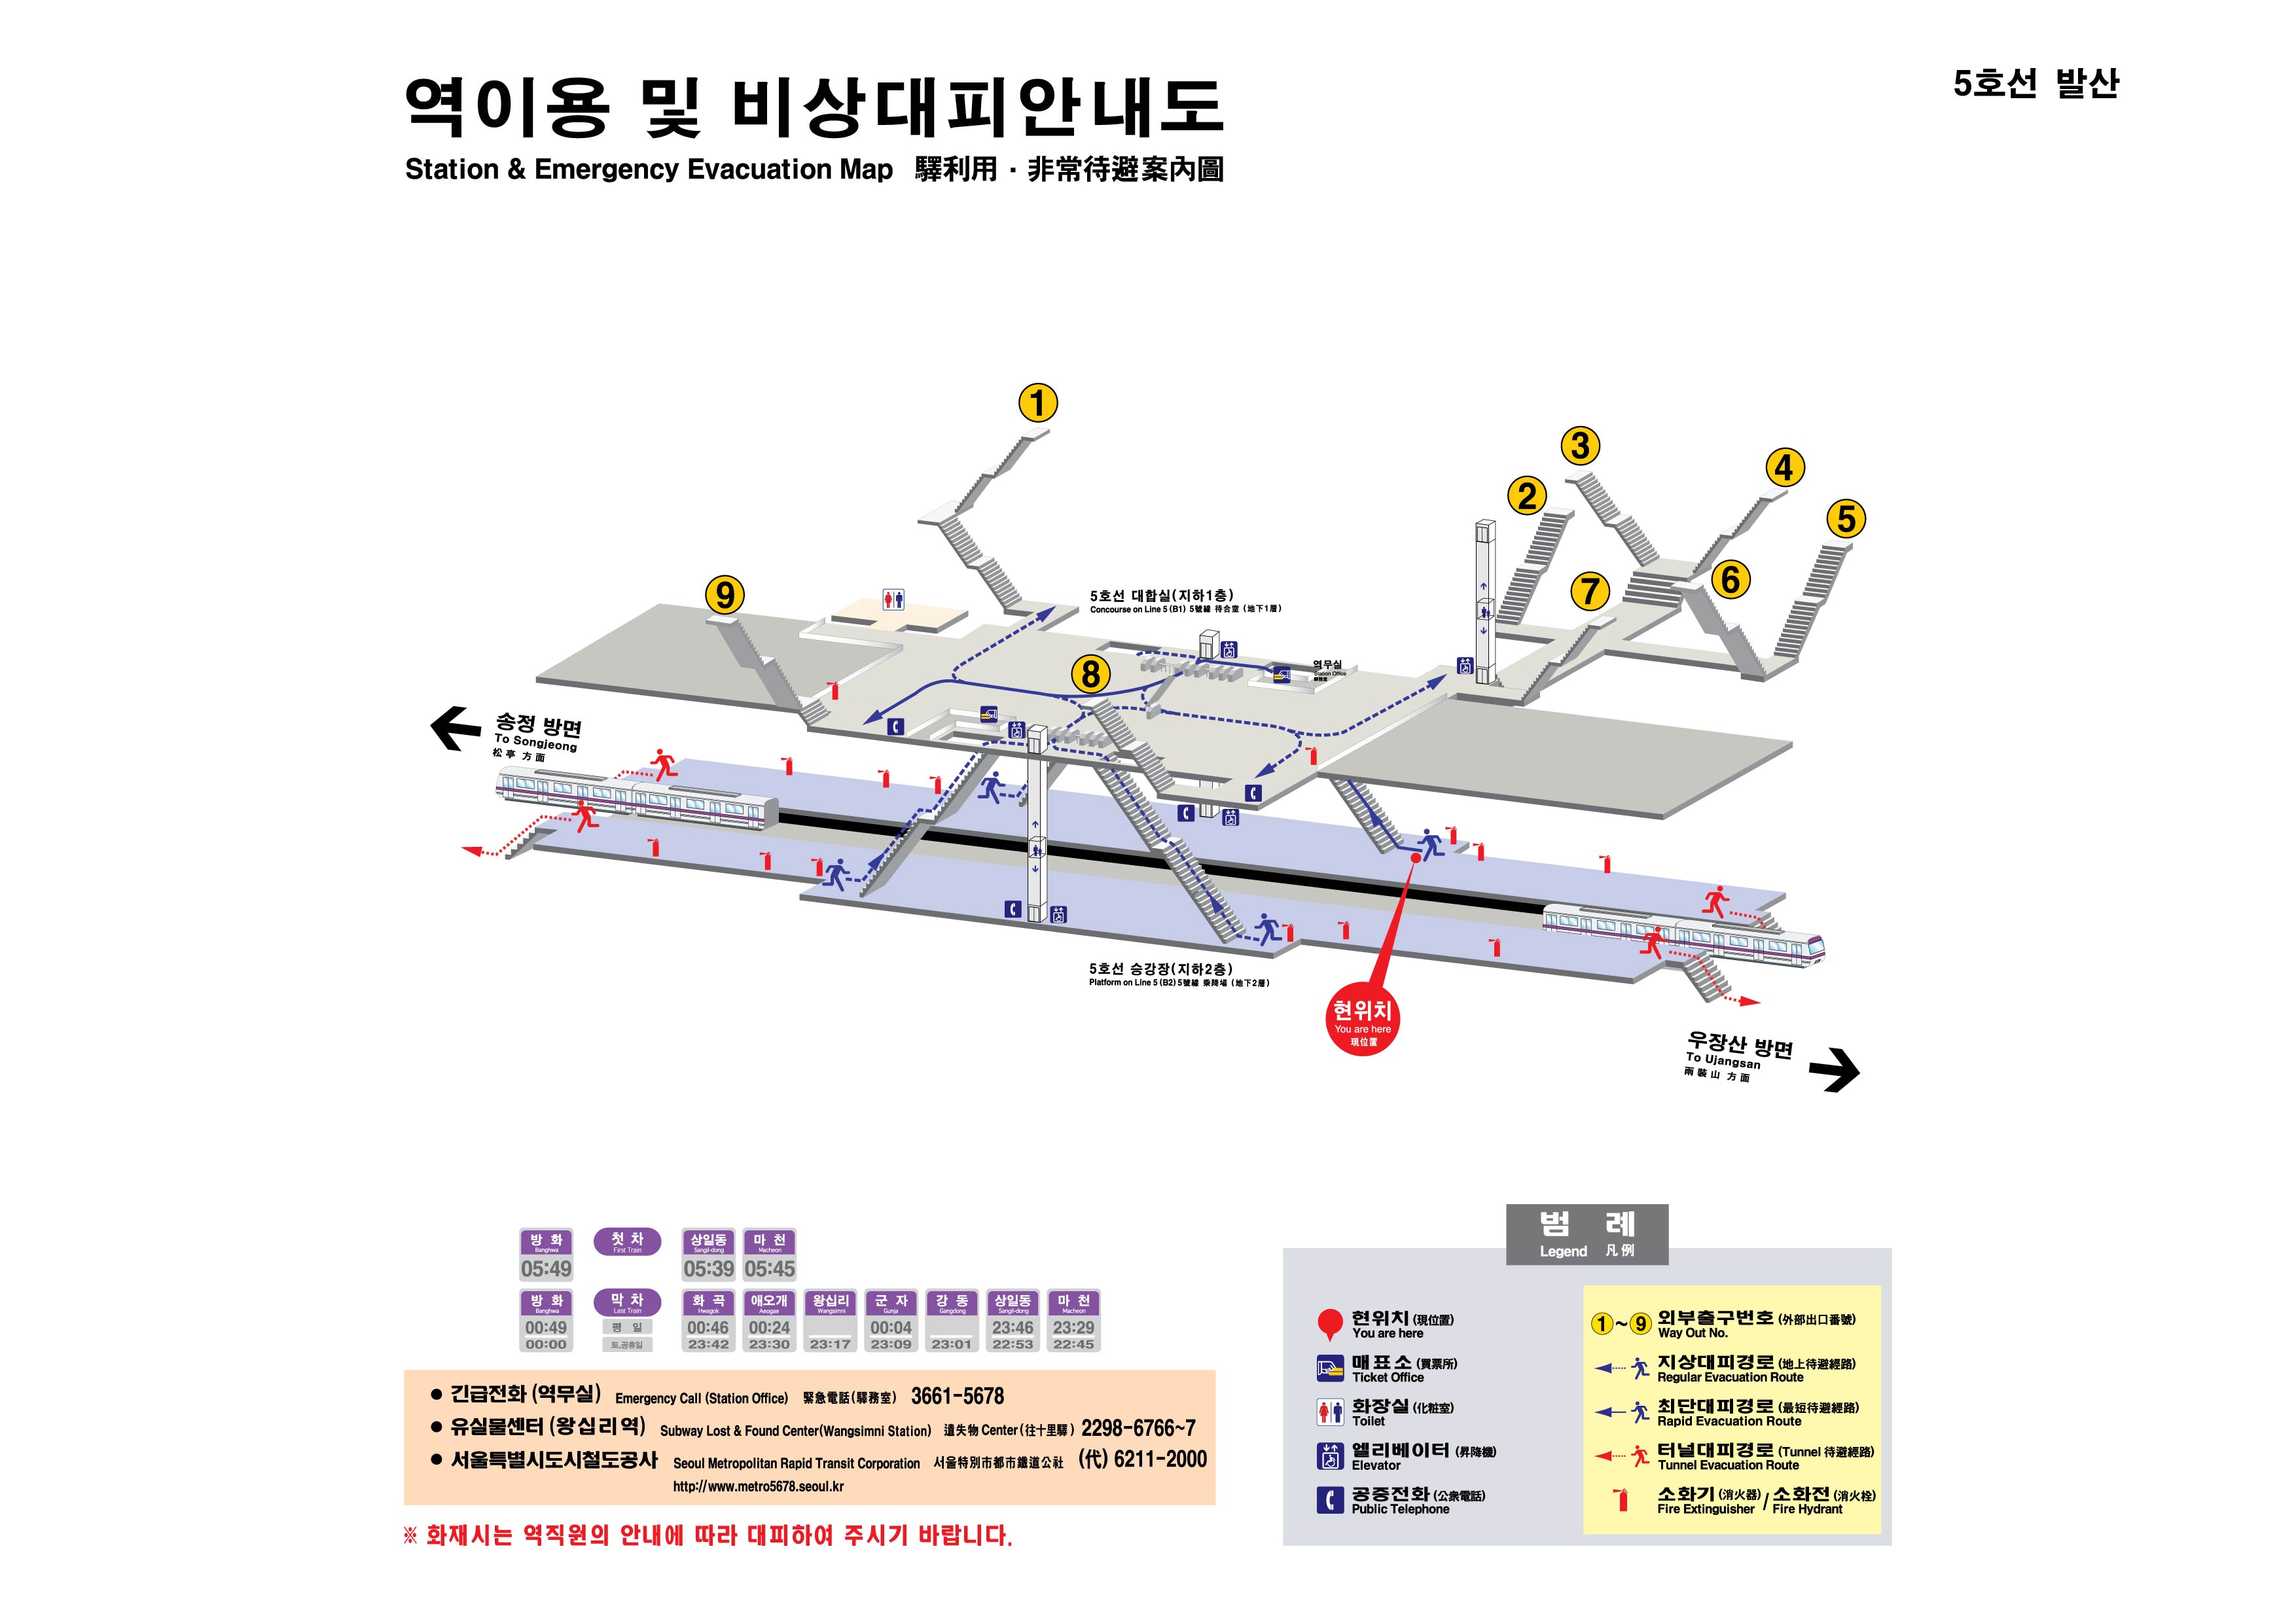 역이용 및 비상대피안내도
Station & Emergency Evacuation Map 驛利用 · 非常待避案內圖
5호선 발산
1
3
4
2
5
9
7
6
8
5호선 대합실(지하1층)
Concourse on Line 5 (B1) 5號線 待合室 (地下1層)
역무실
Station Office
송정 방면
To Songjeong
松亭 方面
5호선 승강장(지하2층)
Platform on Line 5 (B2) 5號線 乘降場 (地下2層)
현위치
You are here
現位置
우장산 방면
To Ujangsan
雨裝山 方面
방 화 첫 차 상일동 마 천
Banghwa First Train Sangil-dong Macheon
05:49 05:39 05:45
방 화 막 차 화 곡 애오개 왕십리 군 자 강 동 상일동 마 천
Banghwa Last Train Hwagok Aeogae Wangsimni Gunja Gangdong Sangil-dong Macheon
00:49 평 일 00:46 00:24 00:04 23:46 23:29
00:00 토,공휴일 23:42 23:30 23:17 23:09 23:01 22:53 22:45
● 긴급전화 (역무실) Emergency Call (Station Office) 緊急電話(驛務室) 3661-5678
● 유실물센터 (왕십리역) Subway Lost & Found Center(Wangsimni Station) 遺失物 Center(往十里驛) 2298-6766~7
● 서울특별시도시철도공사 Seoul Metropolitan Rapid Transit Corporation 서울特別市都市鐵道公社 (代) 6211-2000
http://www.metro5678.seoul.kr
※ 화재시는 역직원의 안내에 따라 대피하여 주시기 바랍니다.
범 례
Legend 凡例
현위치 (現位置)
You are here
매표소 (買票所)
Ticket Office
화장실 (化粧室)
Toilet
엘리베이터 (昇降機)
Elevator
공중전화 (公衆電話)
Public Telephone
1 ~ 9 외부출구번호 (外部出口番號)
Way Out No.
지상대피경로 (地上待避經路)
Regular Evacuation Route
최단대피경로 (最短待避經路)
Rapid Evacuation Route
터널대피경로 (Tunnel 待避經路)
Tunnel Evacuation Route
소화기 (消火器) / 소화전 (消火栓)
Fire Extinguisher / Fire Hydrant